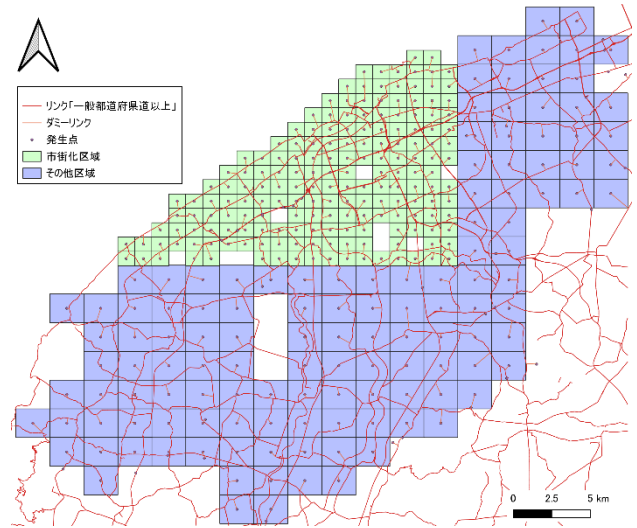 リンク「一般都道府県道以上」
ダミーリンク
発生点
市街化区域
その他区域
0 2.5 5 km